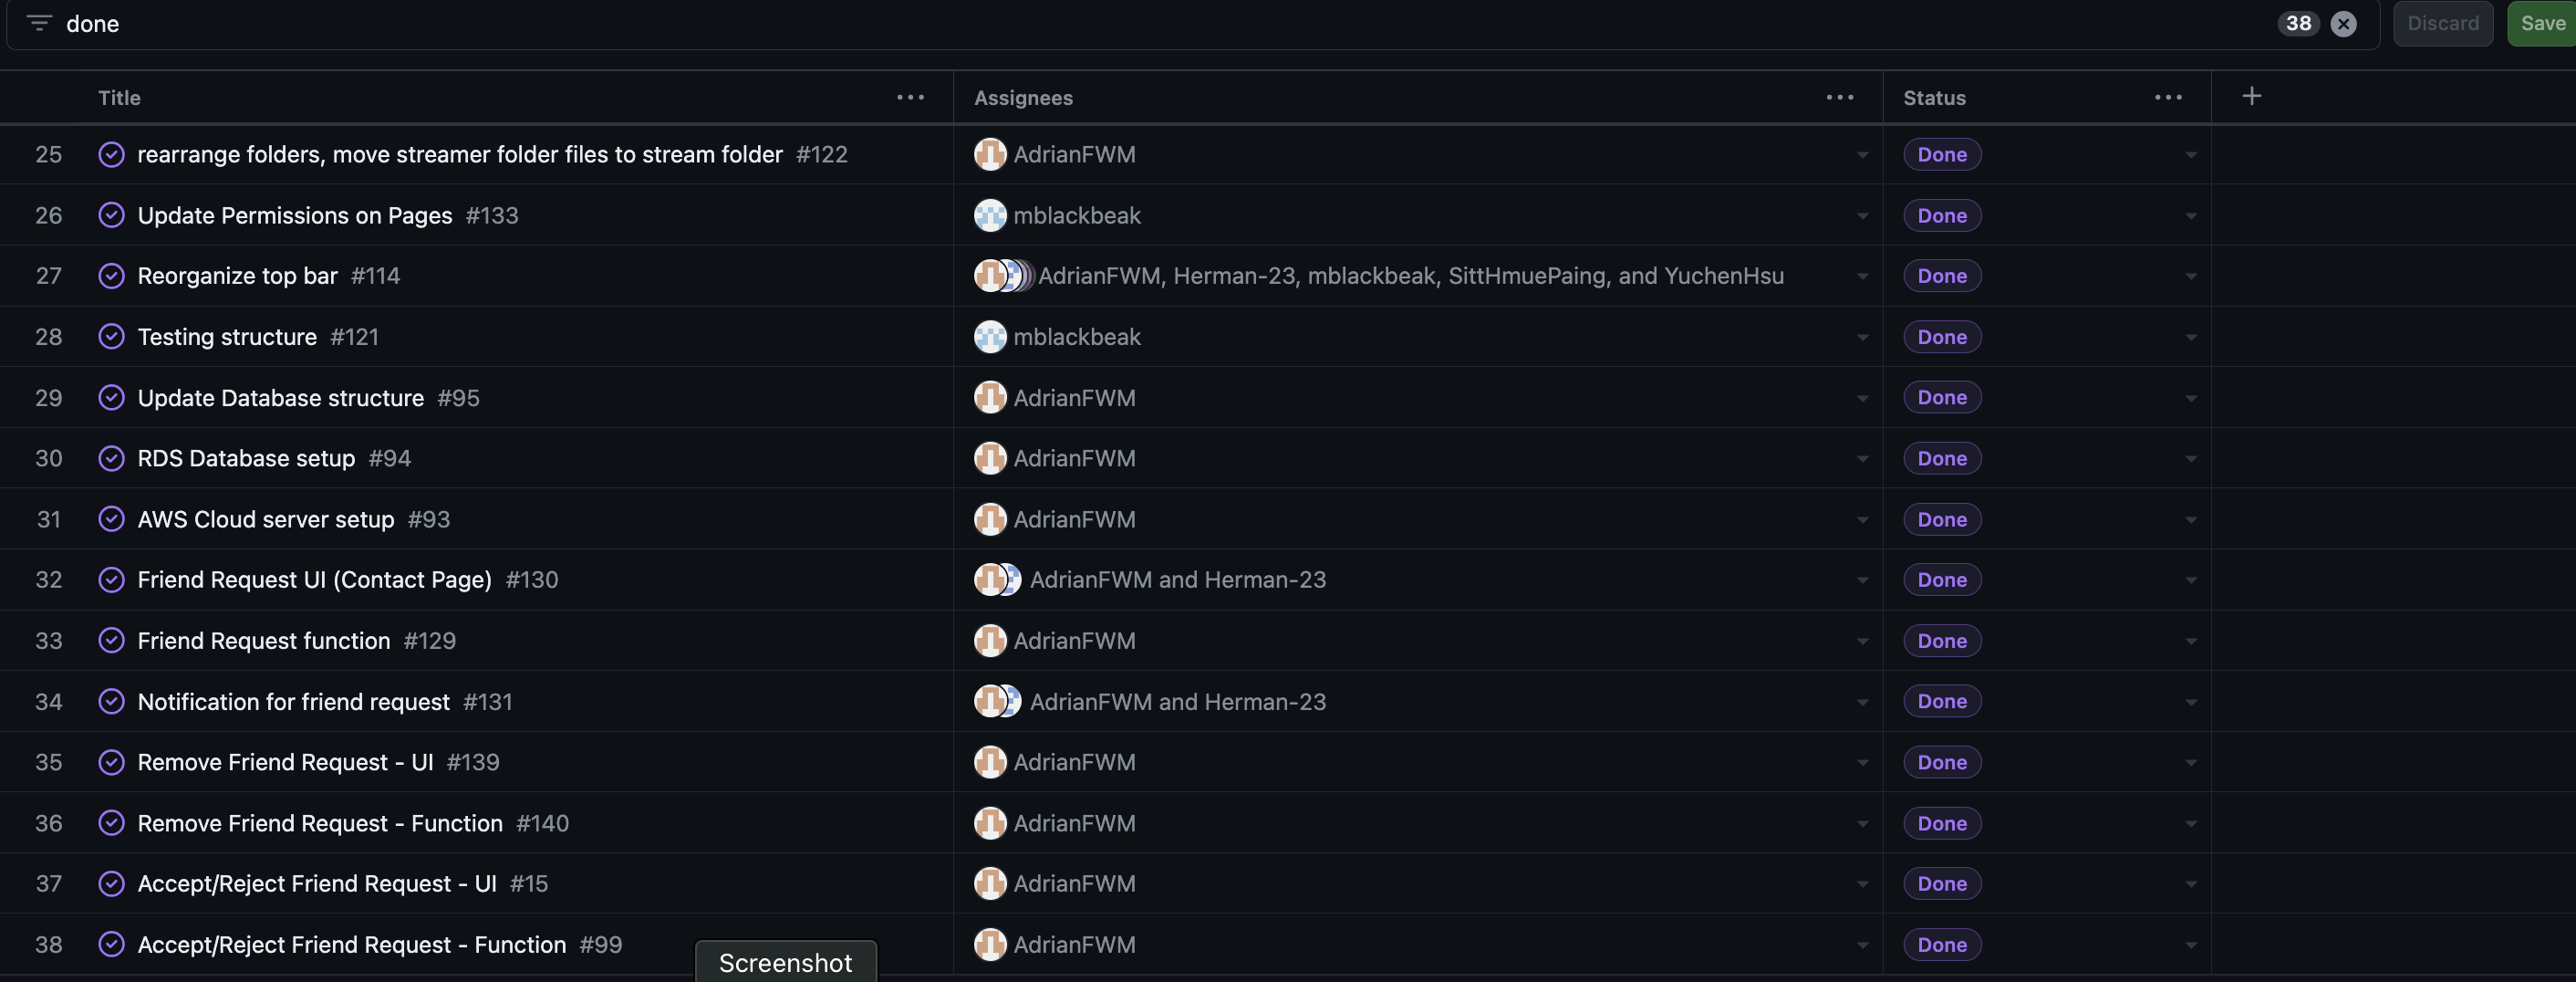 done 38 Discard Save
Title Assignees Status
25 rearrange folders, move streamer folder files to stream folder #122 AdrianFWM Done
26 Update Permissions on Pages #133 mblackbeak Done
27 Reorganize top bar #114 AdrianFWM, Herman-23, mblackbeak, SittHmuePaing, and YuchenHsu Done
28 Testing structure #121 mblackbeak Done
29 Update Database structure #95 AdrianFWM Done
30 RDS Database setup #94 AdrianFWM Done
31 AWS Cloud server setup #93 AdrianFWM Done
32 Friend Request UI (Contact Page) #130 AdrianFWM and Herman-23 Done
33 Friend Request function #129 AdrianFWM Done
34 Notification for friend request #131 AdrianFWM and Herman-23 Done
35 Remove Friend Request - UI #139 AdrianFWM Done
36 Remove Friend Request - Function #140 AdrianFWM Done
37 Accept/Reject Friend Request - UI #15 AdrianFWM Done
38 Accept/Reject Friend Request - Function #99 AdrianFWM Done
Screenshot